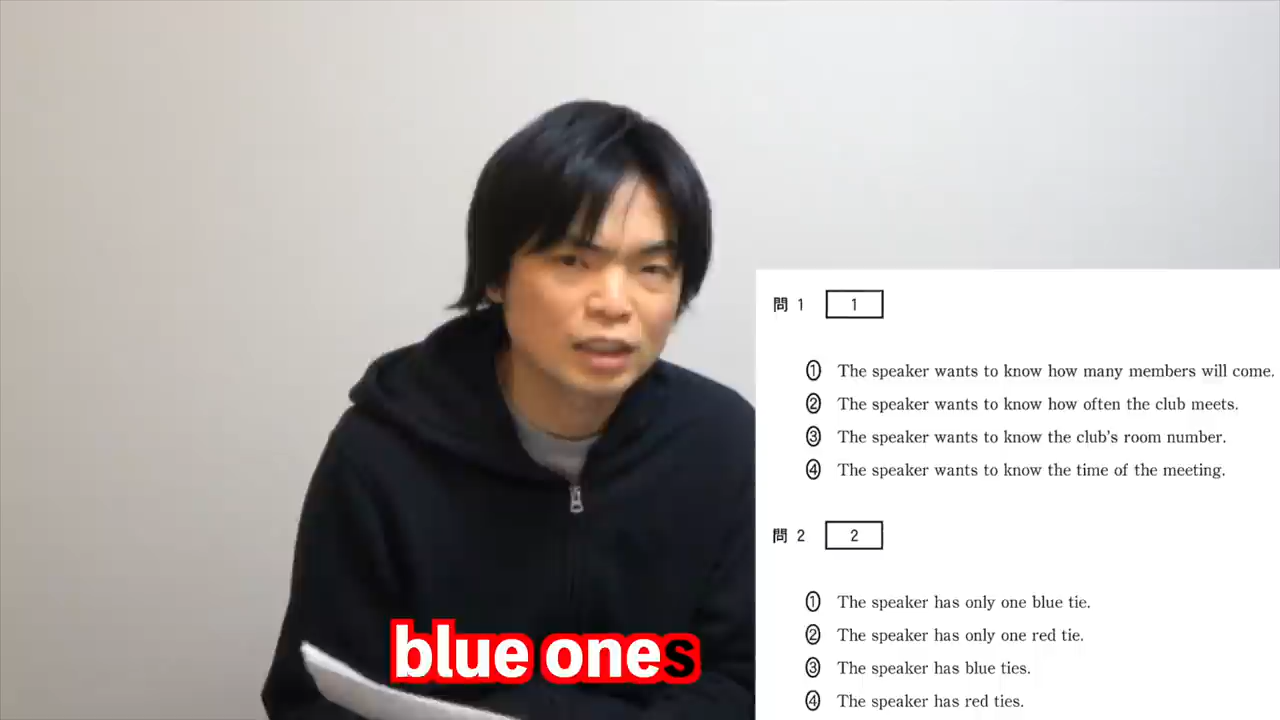 問 1 1
① The speaker wants to know how many members will come.
② The speaker wants to know how often the club meets.
③ The speaker wants to know the club's room number.
④ The speaker wants to know the time of the meeting.
問 2 2
① The speaker has only one blue tie.
② The speaker has only one red tie.
③ The speaker has blue ties.
④ The speaker has red ties.
blue ones